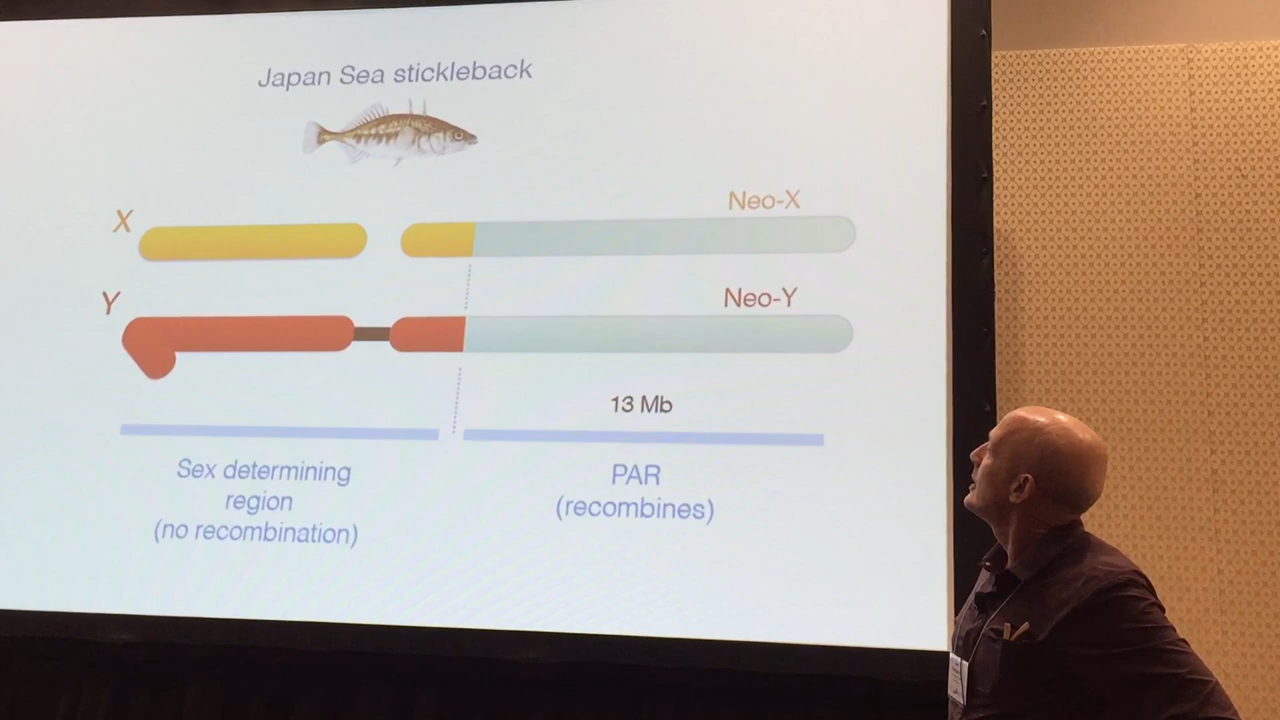 Japan Sea stickleback
X
Neo-X
Y
Neo-Y
13 Mb
Sex determining
region
(no recombination)
PAR
(recombines)